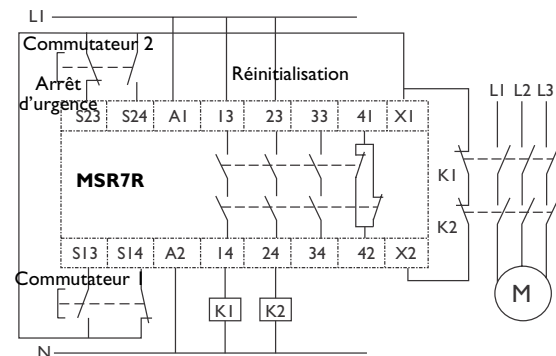 L1
Commutateur 2
Arrêt
d'urgence
Réinitialisation
L1 L2 L3
S23 S24 A1 13 23 33 41 X1
MSR7R
K1
K2
S13 S14 A2 14 24 34 42 X2
Commutateur 1
K1 K2
M
N